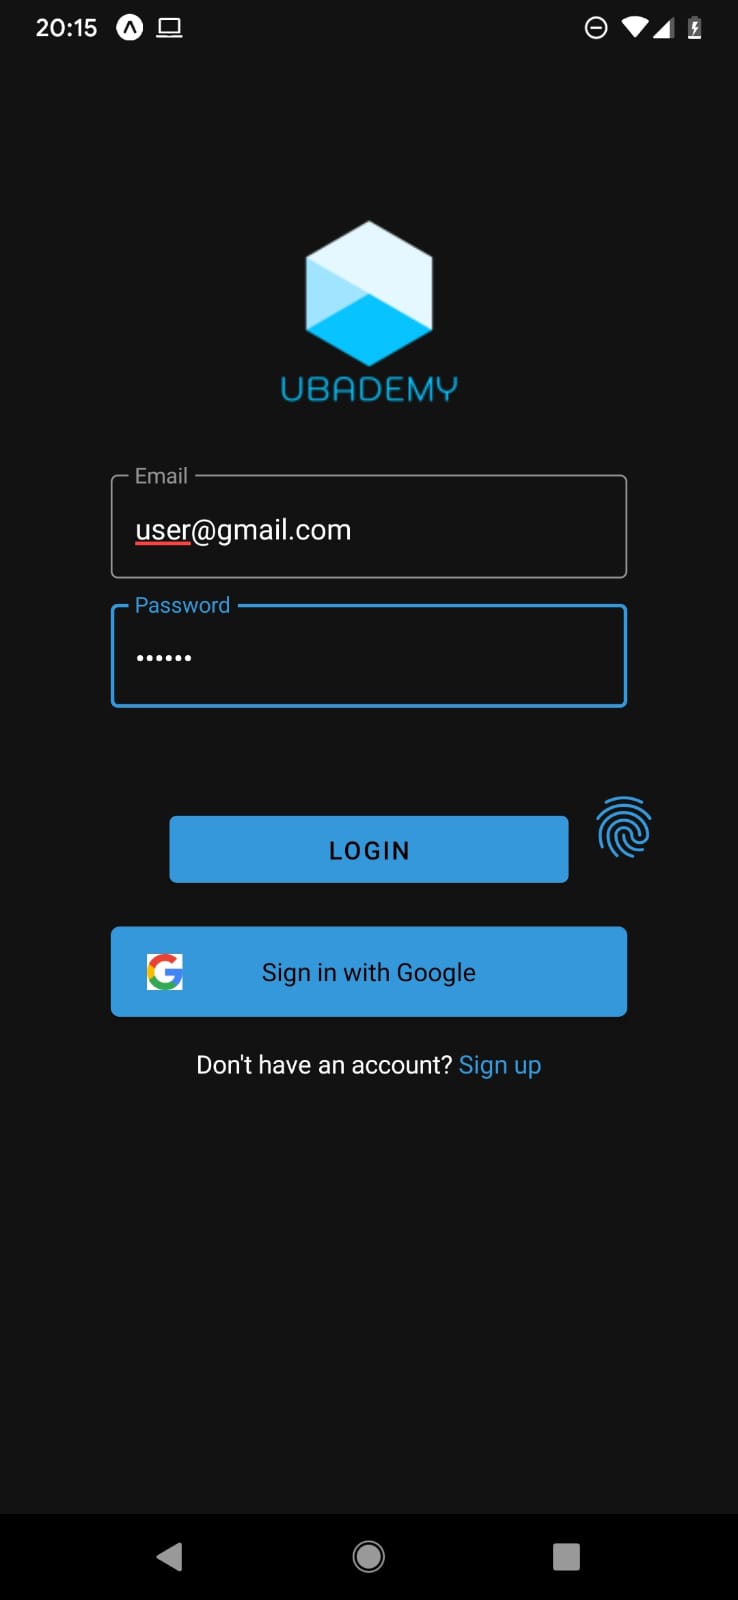 20:15
UBADEMY
Email
user@gmail.com
Password
••••••
LOGIN
Sign in with Google
Don't have an account? Sign up